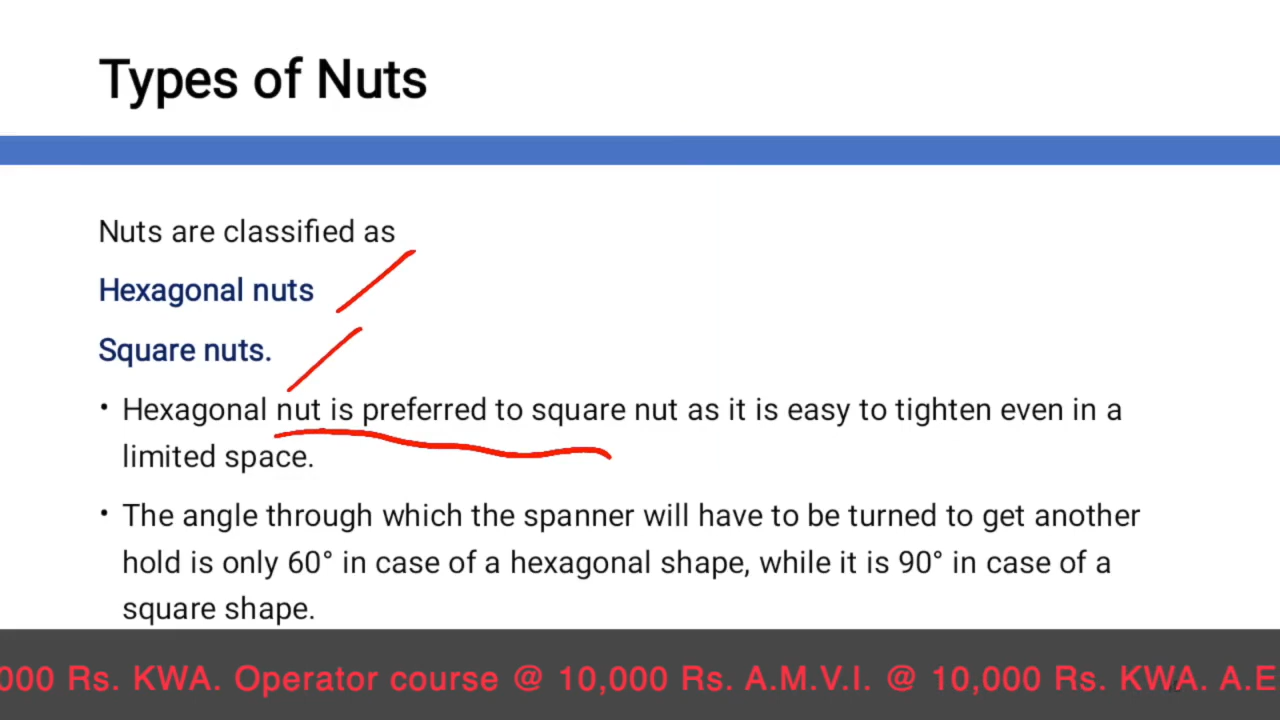 Types of Nuts
Nuts are classified as
Hexagonal nuts
Square nuts.
• Hexagonal nut is preferred to square nut as it is easy to tighten even in a
limited space.
• The angle through which the spanner will have to be turned to get another
hold is only 60° in case of a hexagonal shape, while it is 90° in case of a
square shape.
000 Rs. KWA. Operator course @ 10,000 Rs. A.M.V.I. @ 10,000 Rs. KWA. A.E